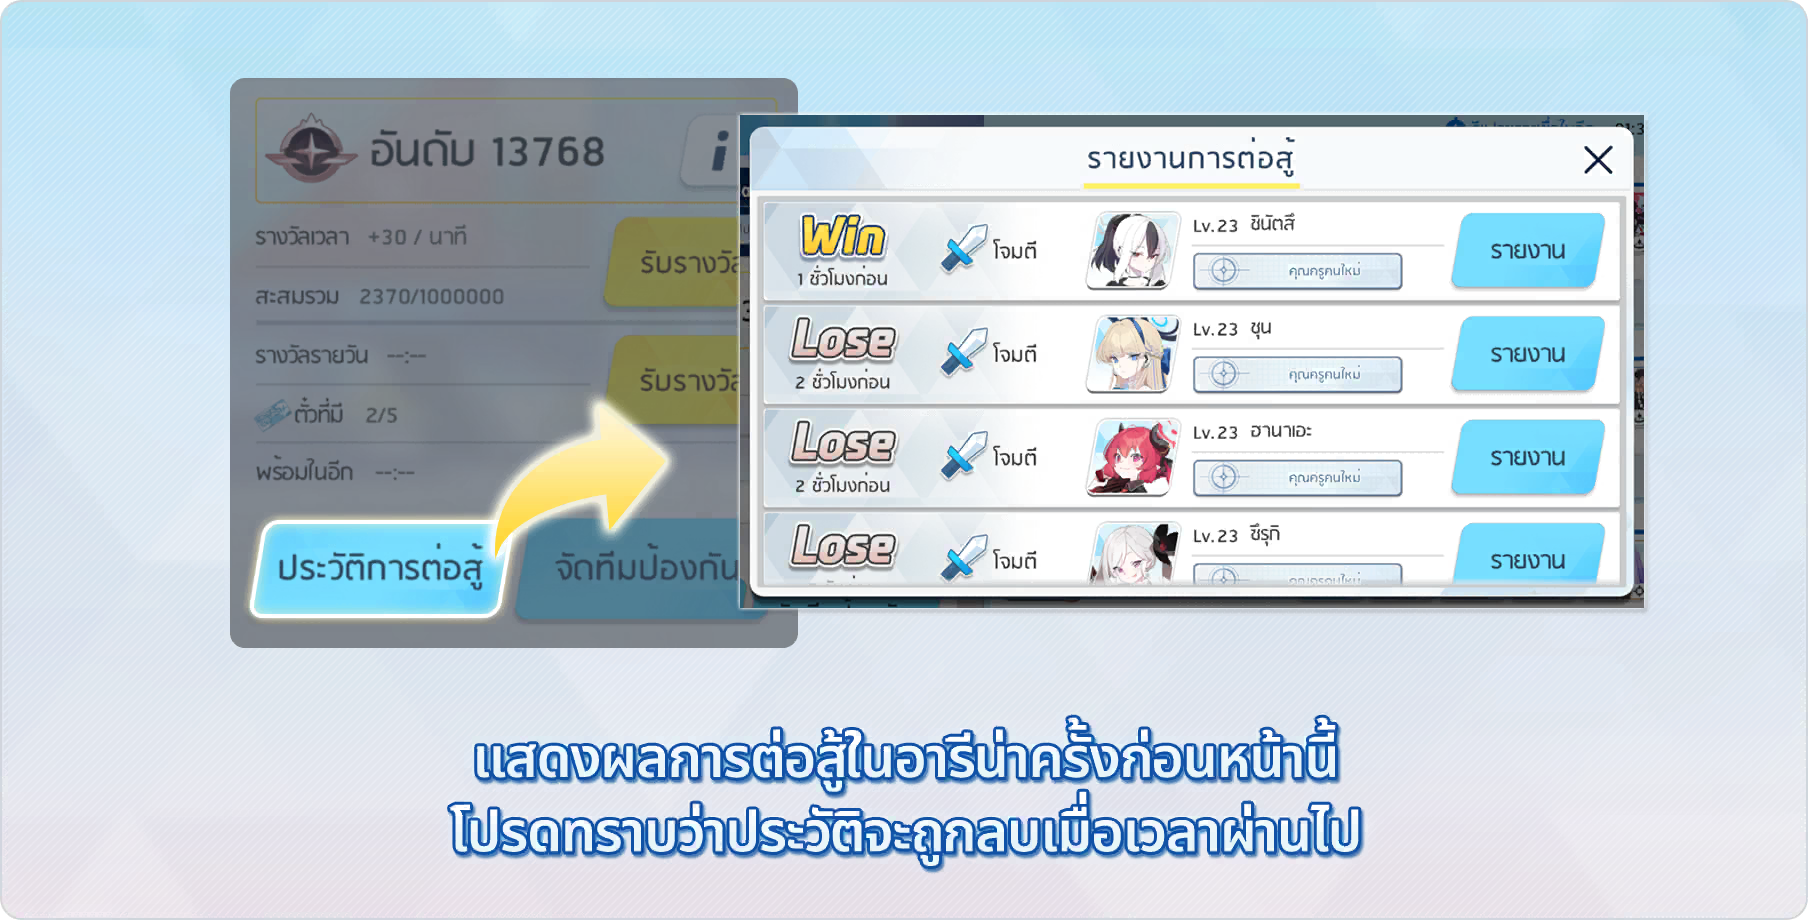 อันดับ 13768
รางวัลเวลา +30 / นาที
รับรางวัล
สะสมรวม 2370/1000000
รางวัลรายวัน --:--
รับรางวัล
ตั๋วที่มี 2/5
พร้อมในอีก --:--
ประวัติการต่อสู้
จัดทีมป้องกัน
รายงานการต่อสู้
Win
1 ชั่วโมงก่อน
โจมตี
Lv.23 ชินัตสึ
คุณครูคนใหม่
รายงาน
Lose
2 ชั่วโมงก่อน
โจมตี
Lv.23 ชุน
คุณครูคนใหม่
รายงาน
Lose
2 ชั่วโมงก่อน
โจมตี
Lv.23 ฮานาเอะ
คุณครูคนใหม่
รายงาน
Lose
โจมตี
Lv.23 ซึรุกิ
คุณครูคนใหม่
รายงาน
แสดงผลการต่อสู้ในอารีน่าครั้งก่อนหน้านี้
โปรดทราบว่าประวัติจะถูกลบเมื่อเวลาผ่านไป